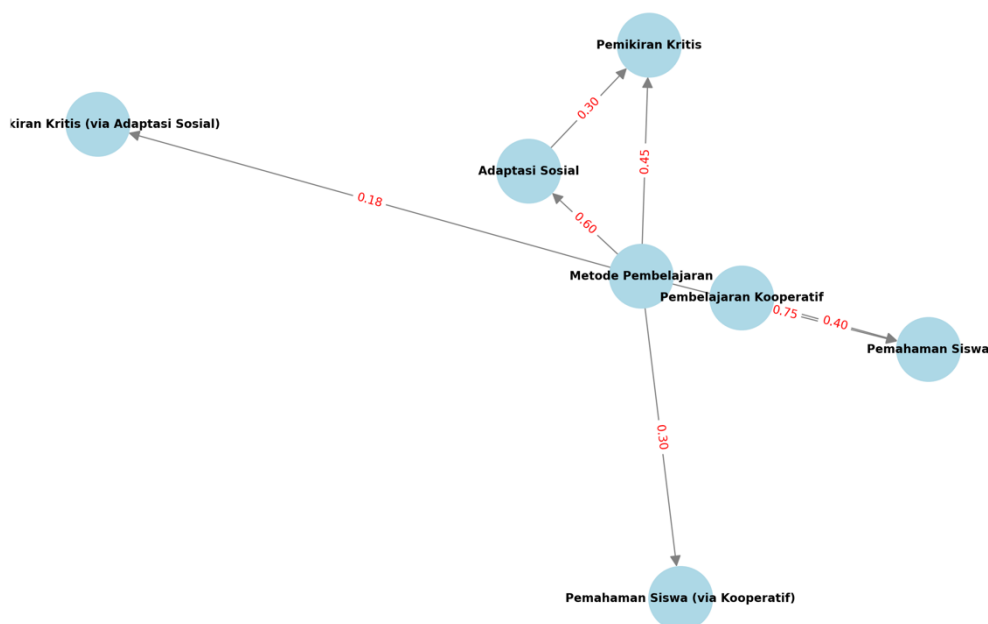 Pemikiran Kritis
kiran Kritis (via Adaptasi Sosial)
0.30
0.45
Adaptasi Sosial
0.18
0.60
Metode Pembelajaran
Pembelajaran Kooperatif
0.75
0.40
Pemahaman Siswa
0.30
Pemahaman Siswa (via Kooperatif)